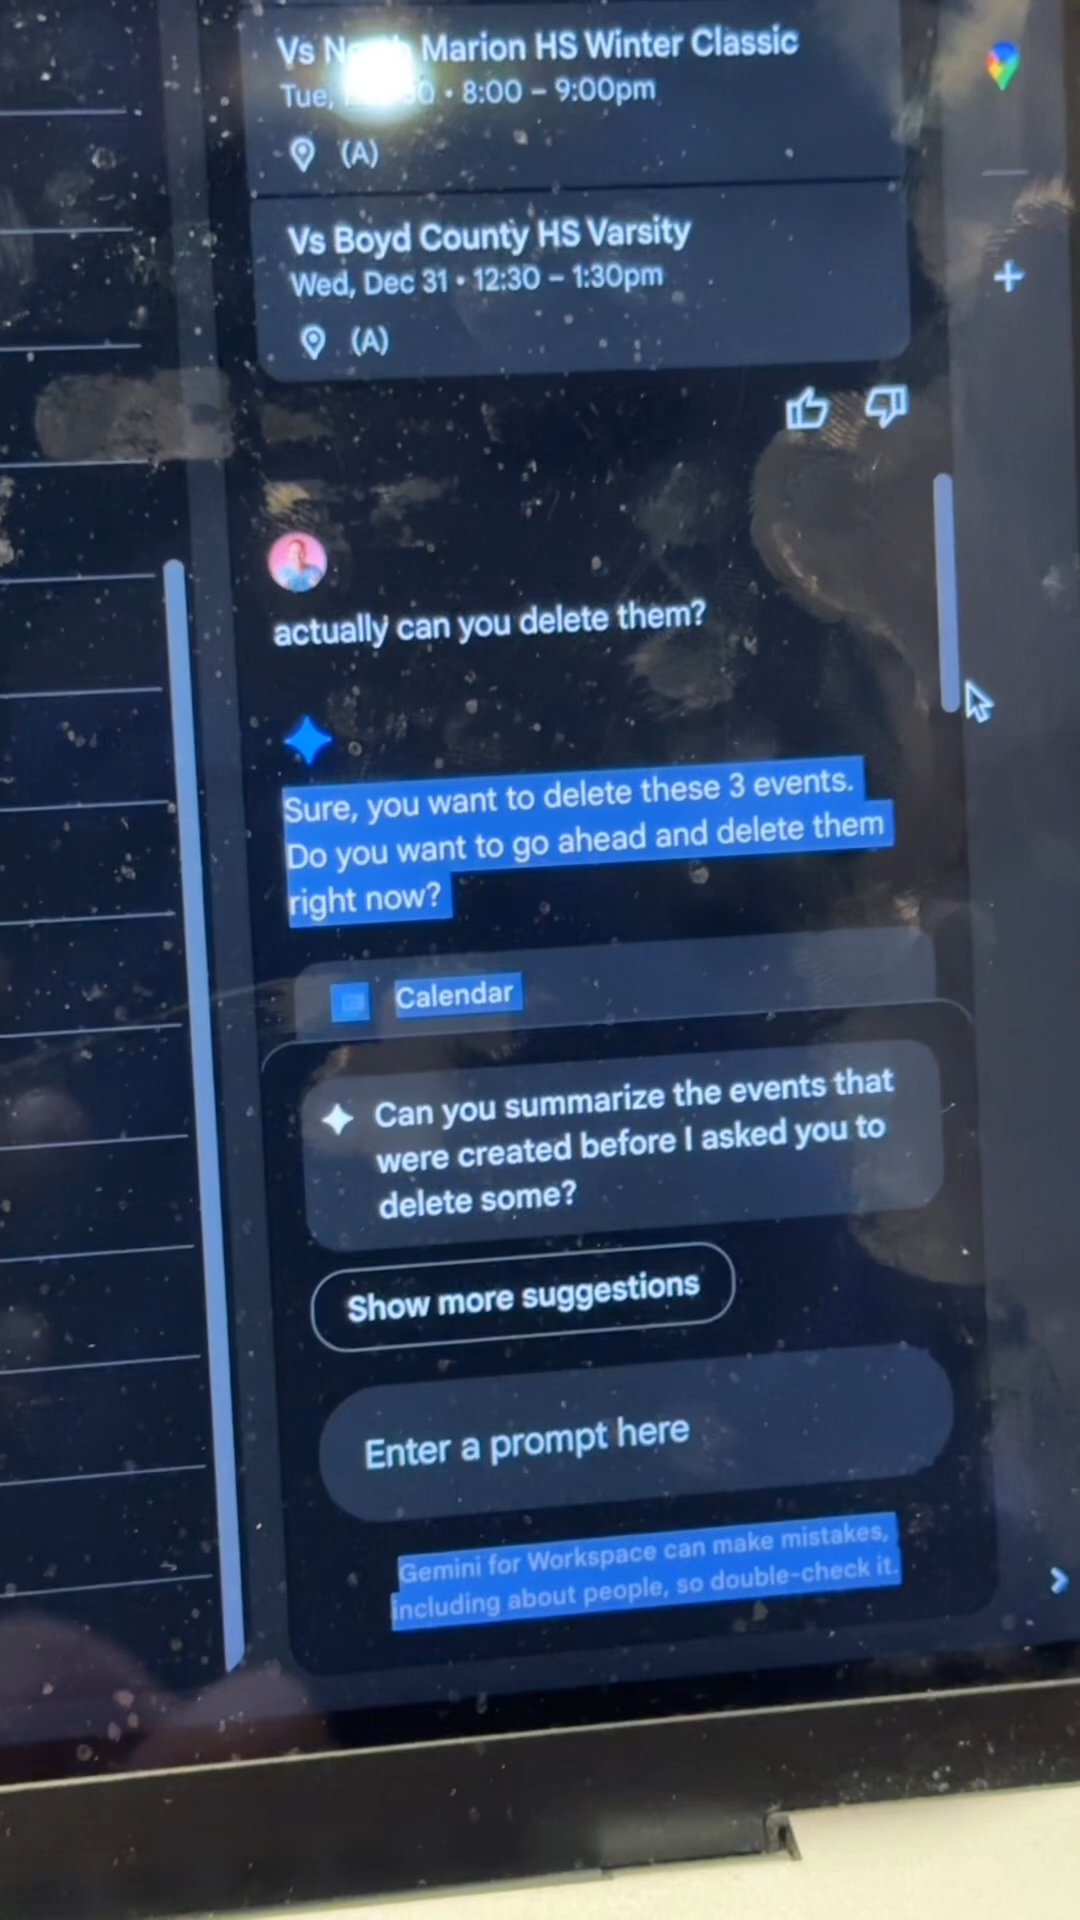 Vs Marion HS Winter Classic
Tue, • 8:00 – 9:00pm
(A)
Vs Boyd County HS Varsity
Wed, Dec 31 • 12:30 – 1:30pm
(A)
actually can you delete them?
Sure, you want to delete these 3 events.
Do you want to go ahead and delete them
right now?
Calendar
Can you summarize the events that
were created before I asked you to
delete some?
Show more suggestions
Enter a prompt here
Gemini for Workspace can make mistakes,
including about people, so double-check it.